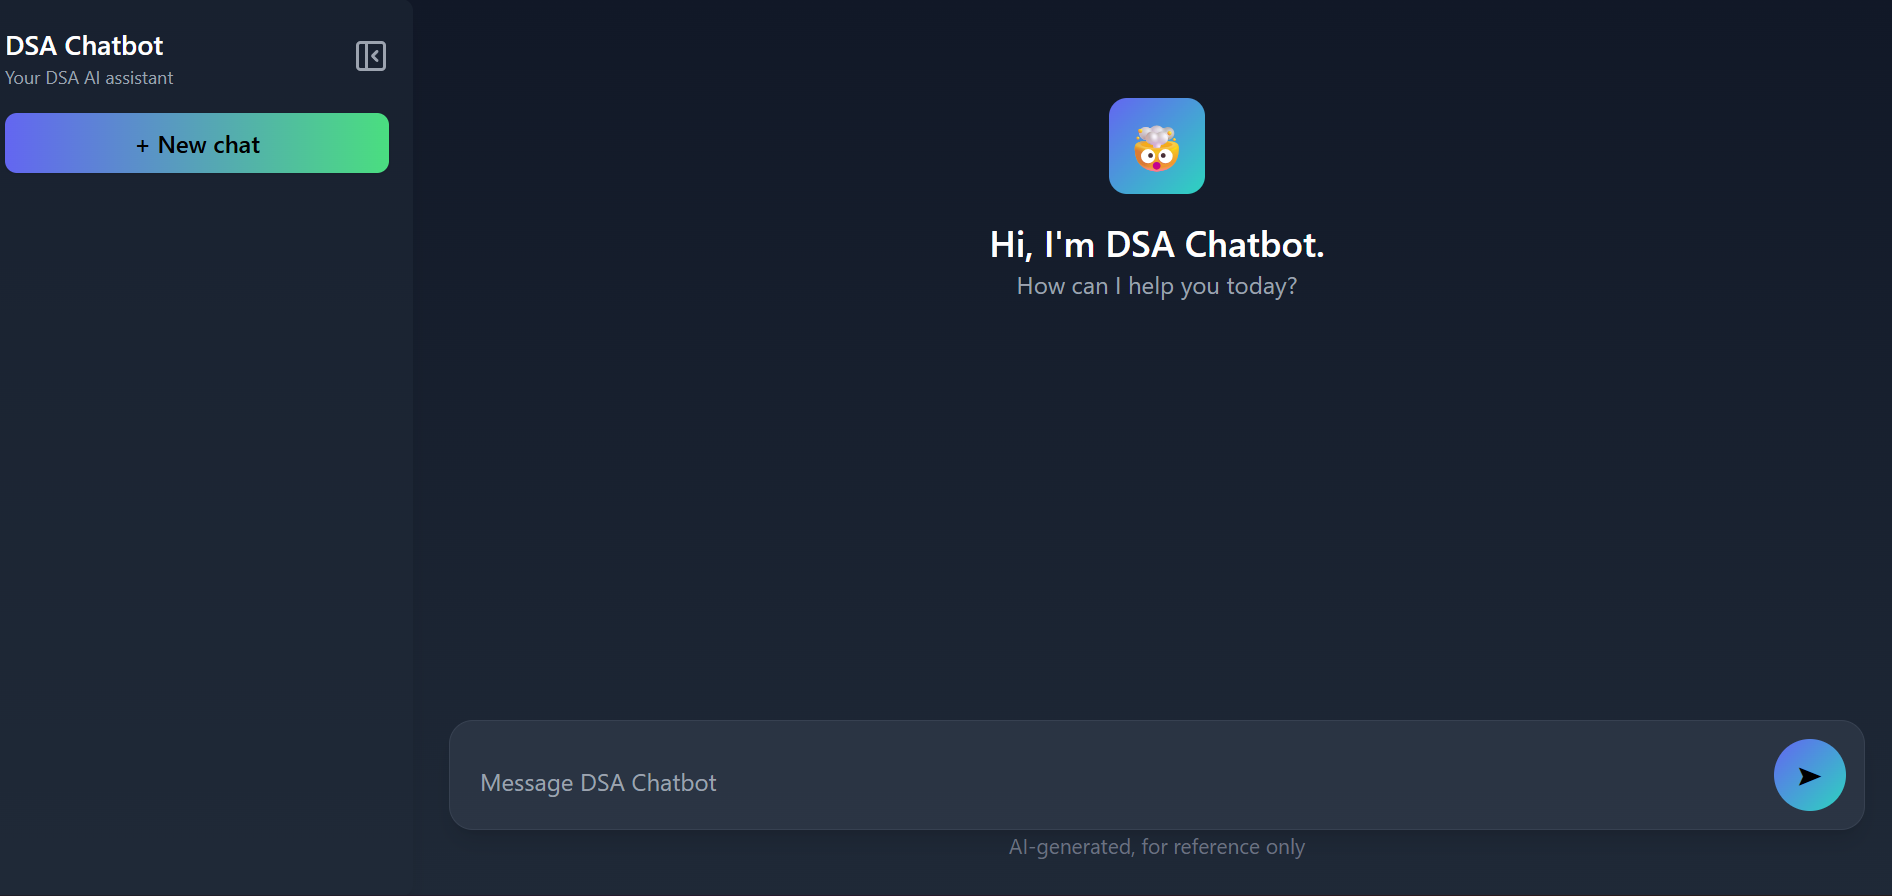 DSA Chatbot
Your DSA AI assistant
+ New chat
Hi, I'm DSA Chatbot.
How can I help you today?
Message DSA Chatbot
AI-generated, for reference only